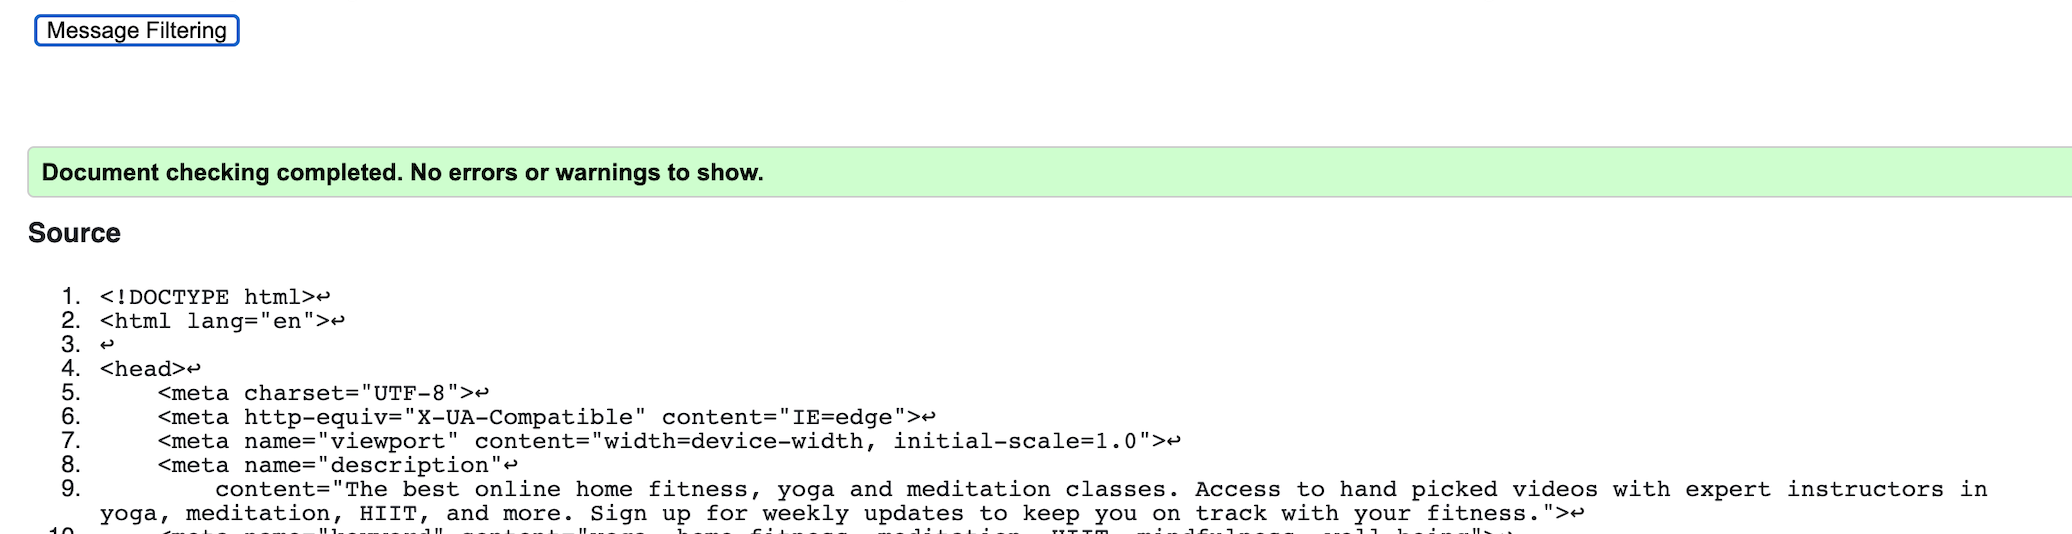 Message Filtering
Document checking completed. No errors or warnings to show.
Source
1. <!DOCTYPE html>↩
2. <html lang="en">↩
3. ↩
4. <head>↩
5. <meta charset="UTF-8">↩
6. <meta http-equiv="X-UA-Compatible" content="IE=edge">↩
7. <meta name="viewport" content="width=device-width, initial-scale=1.0">↩
8. <meta name="description"↩
9. content="The best online home fitness, yoga and meditation classes. Access to hand picked videos with expert instructors in
yoga, meditation, HIIT, and more. Sign up for weekly updates to keep you on track with your fitness.">↩